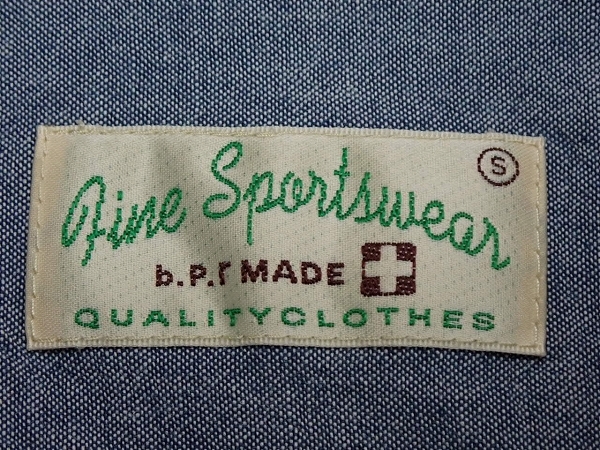 S
Fine Sportswear
b.P.r MADE
QUALITYCLOTHES